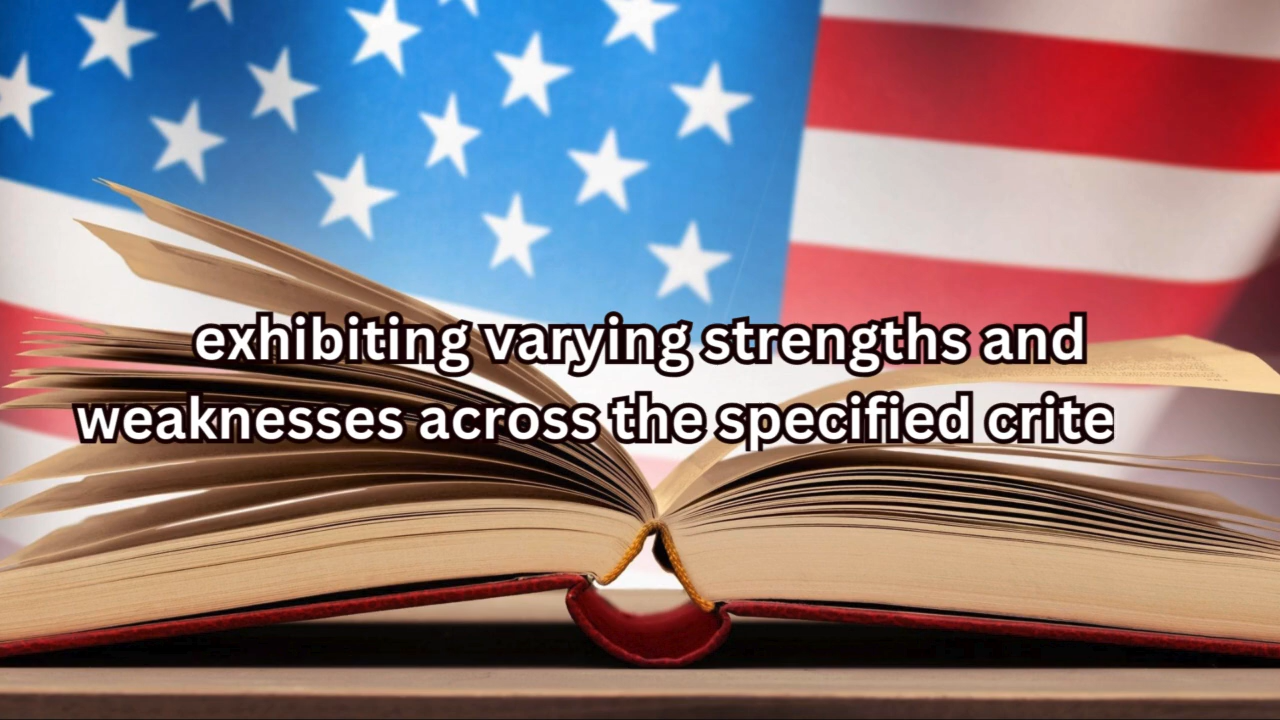 exhibiting varying strengths and
weaknesses across the specified crite